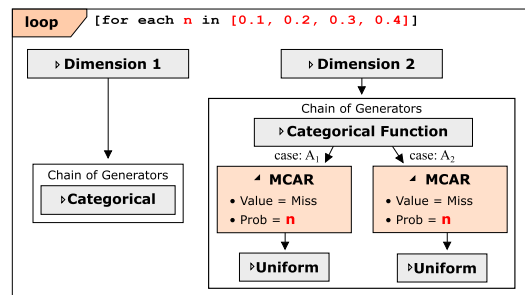 loop [for each n in [0.1, 0.2, 0.3, 0.4]]
Dimension 1
Dimension 2
Chain of Generators
Categorical
Chain of Generators
Categorical Function
case: A1 case: A2
MCAR
• Value = Miss
• Prob = n
Uniform
MCAR
• Value = Miss
• Prob = n
Uniform